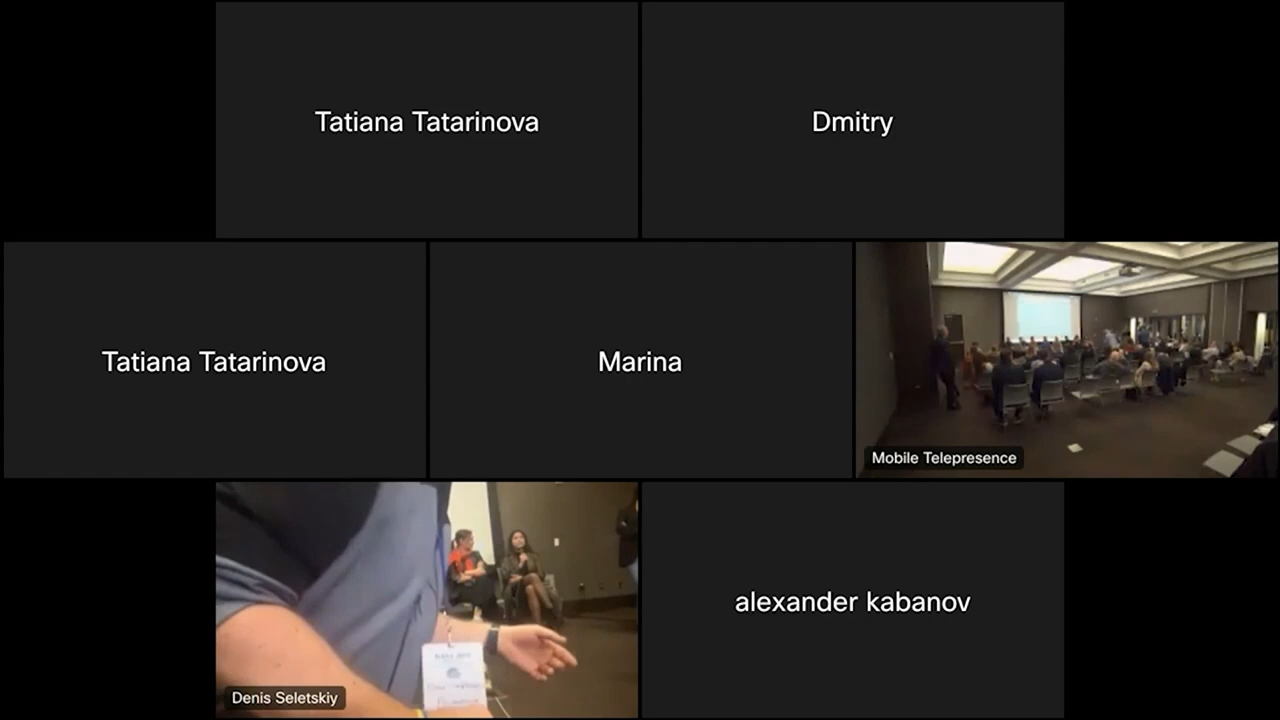 Tatiana Tatarinova
Dmitry
Tatiana Tatarinova
Marina
Mobile Telepresence
Denis Seletskiy
alexander kabanov